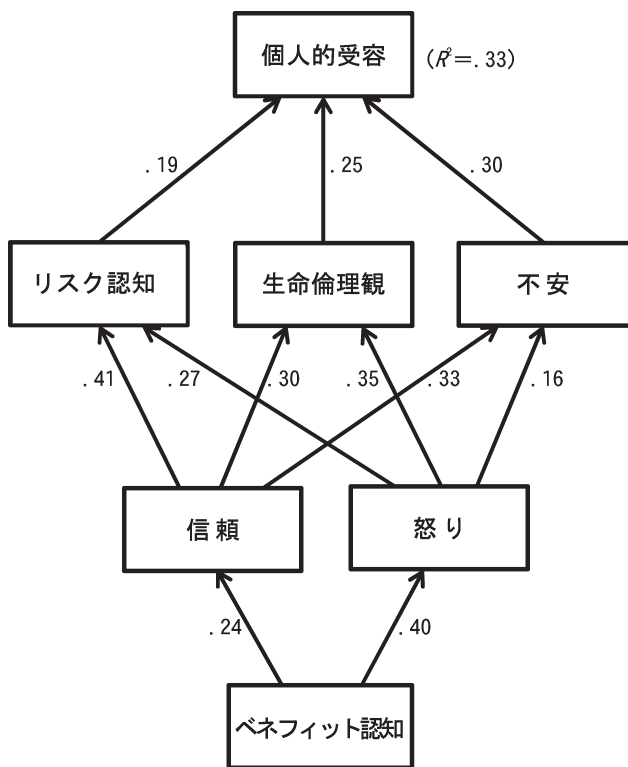 個人的受容 (R²=.33)
.19 .25 .30
リスク認知 生命倫理観 不安
.41 .27 .30 .35 .33 .16
信頼 怒り
.24 .40
ベネフィット認知